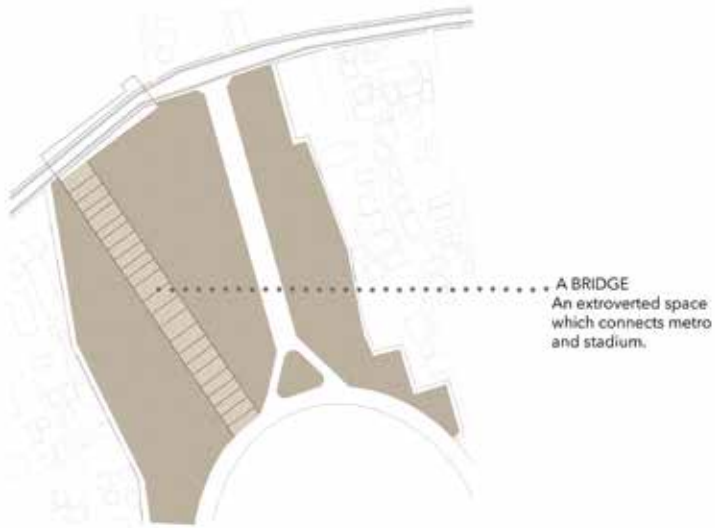 A BRIDGE
An extroverted space
which connects metro
and stadium.